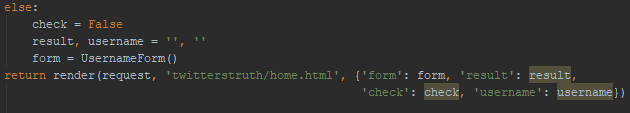 else:
    check = False
    result, username = '', ''
    form = UsernameForm()
return render(request, 'twitterstruth/home.html', {'form': form, 'result': result,
                                                   'check': check, 'username': username})